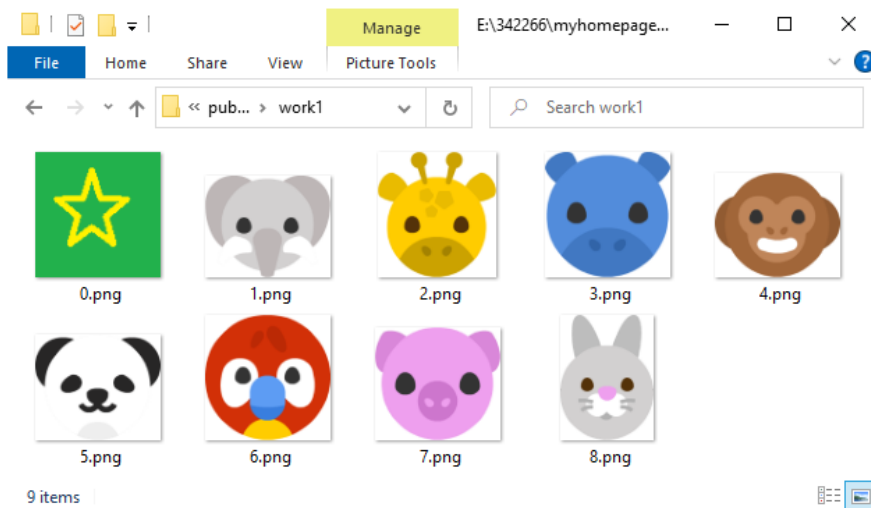 Manage
E:\342266\myhomepage...
File Home Share View Picture Tools
« pub... › work1
Search work1
0.png 1.png 2.png 3.png 4.png
5.png 6.png 7.png 8.png
9 items